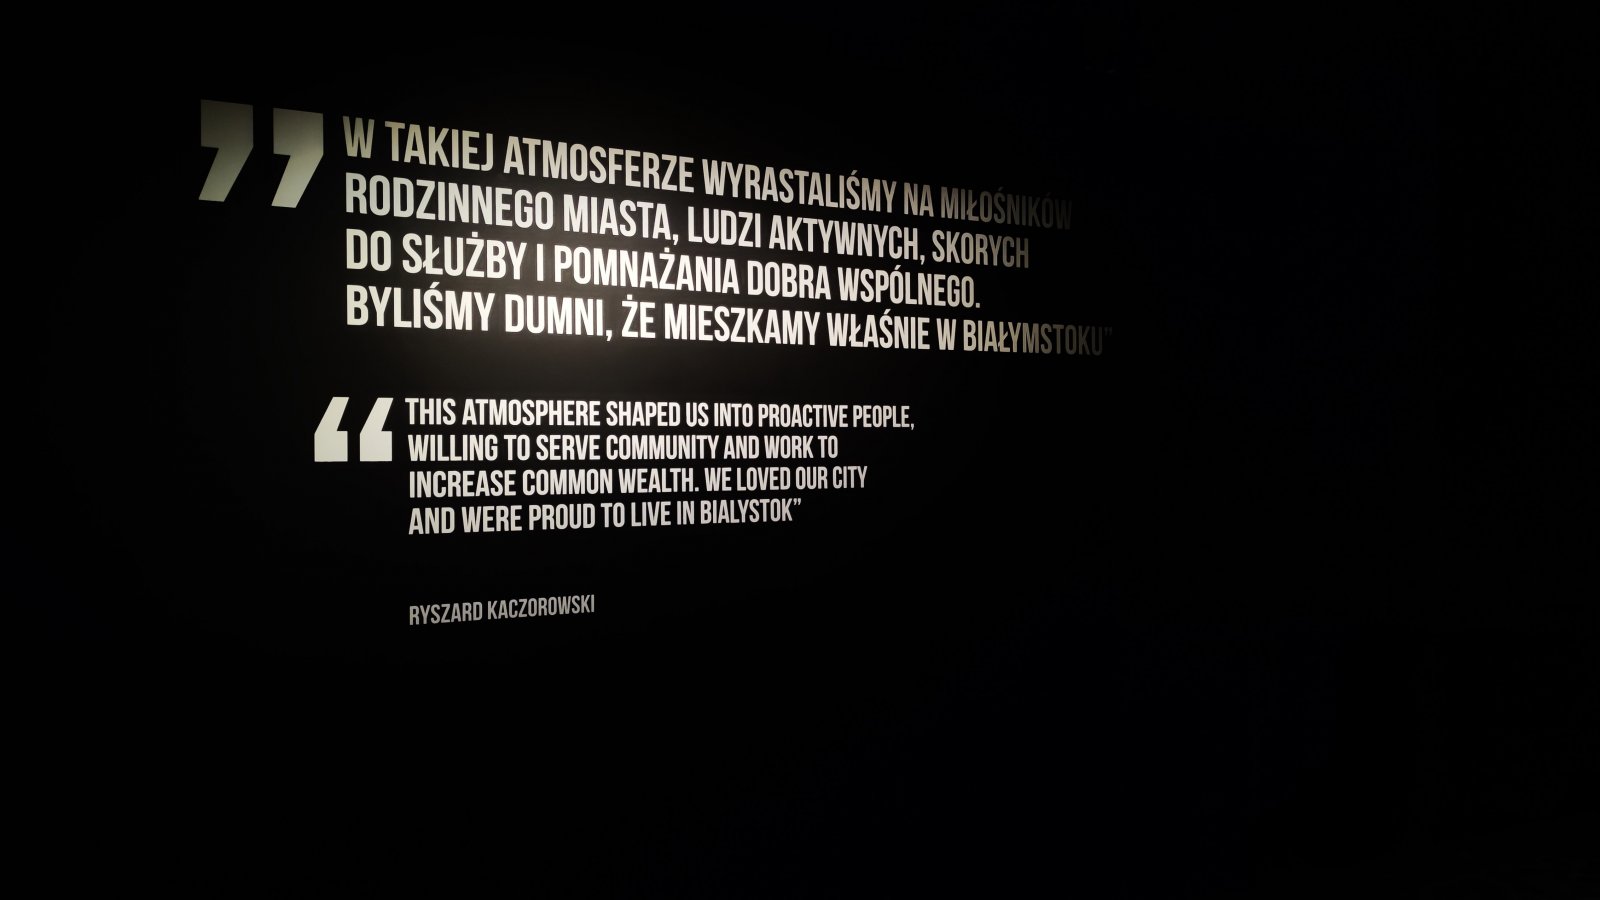 ” W TAKIEJ ATMOSFERZE WYRASTALIŚMY NA MIŁOŚNIKÓW
RODZINNEGO MIASTA, LUDZI AKTYWNYCH, SKORYCH
DO SŁUŻBY I POMNAŻANIA DOBRA WSPÓLNEGO.
BYLIŚMY DUMNI, ŻE MIESZKAMY WŁAŚNIE W BIAŁYMSTOKU”
“ THIS ATMOSPHERE SHAPED US INTO PROACTIVE PEOPLE,
WILLING TO SERVE COMMUNITY AND WORK TO
INCREASE COMMON WEALTH. WE LOVED OUR CITY
AND WERE PROUD TO LIVE IN BIALYSTOK”
RYSZARD KACZOROWSKI